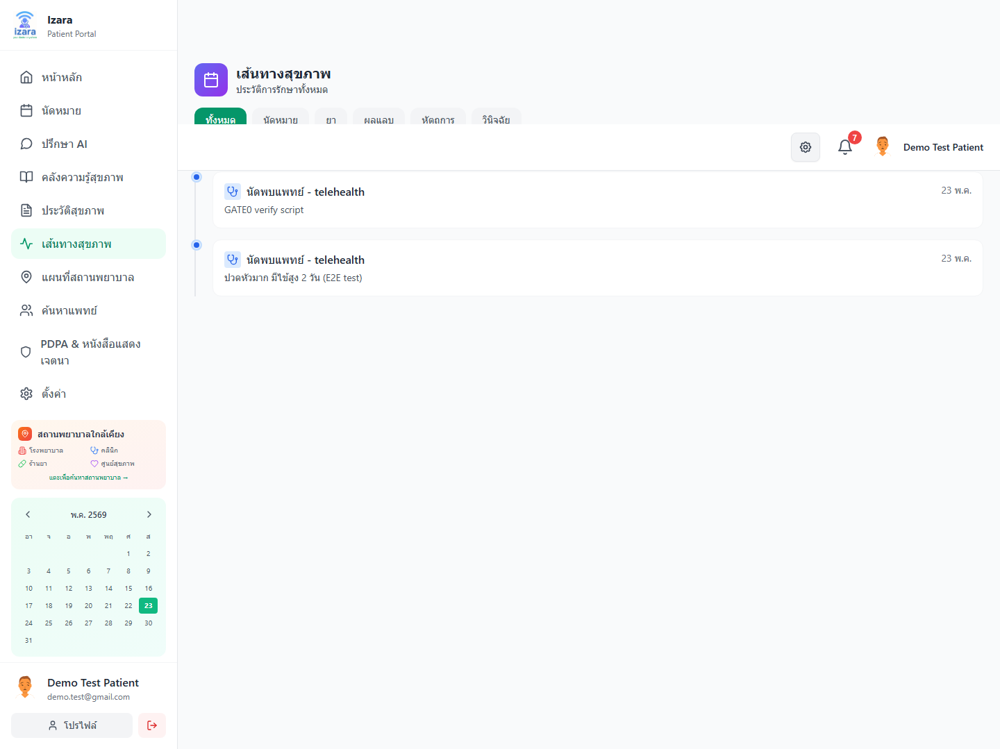 izara
Izara
Patient Portal
หน้าหลัก
นัดหมาย
ปรึกษา AI
คลังความรู้สุขภาพ
ประวัติสุขภาพ
เส้นทางสุขภาพ
แผนที่สถานพยาบาล
ค้นหาแพทย์
PDPA & หนังสือแสดง
เจตนา
ตั้งค่า
สถานพยาบาลใกล้เคียง
โรงพยาบาล คลินิก
ร้านยา ศูนย์สุขภาพ
แตะเพื่อค้นหาสถานพยาบาล →
พ.ค. 2569
อา จ อ พ พฤ ศ ส
1 2
3 4 5 6 7 8 9
10 11 12 13 14 15 16
17 18 19 20 21 22 23
24 25 26 27 28 29 30
31
Demo Test Patient
demo.test@gmail.com
โปรไฟล์
เส้นทางสุขภาพ
ประวัติการรักษาทั้งหมด
ทั้งหมด นัดหมาย ยา ผลแลบ หัตถการ วินิจฉัย
7
Demo Test Patient
นัดพบแพทย์ - telehealth
23 พ.ค.
GATE0 verify script
นัดพบแพทย์ - telehealth
23 พ.ค.
ปวดหัวมาก มีไข้สูง 2 วัน (E2E test)